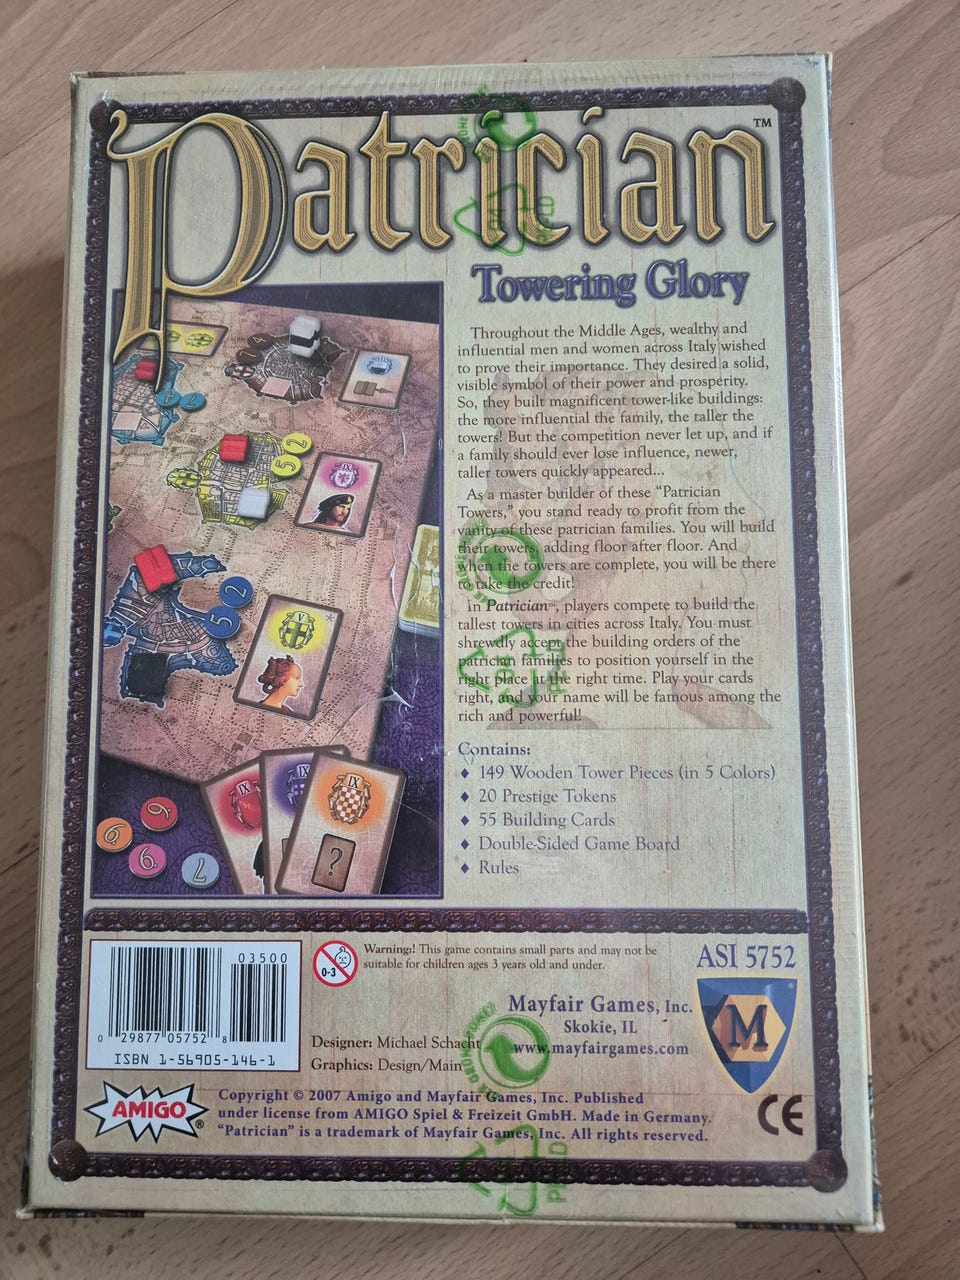 Patrician™
Towering Glory
Throughout the Middle Ages, wealthy and
influential men and women across Italy wished
to prove their importance. They desired a solid,
visible symbol of their power and prosperity.
So, they built magnificent tower-like buildings:
the more influential the family, the taller the
towers! But the competition never let up, and if
a family should ever lose influence, newer,
taller towers quickly appeared...
As a master builder of these “Patrician
Towers,” you stand ready to profit from the
vanity of these patrician families. You will build
their towers, adding floor after floor. And
when the towers are complete, you will be there
to take the credit!
In Patrician™, players compete to build the
tallest towers in cities across Italy. You must
shrewdly accept the building orders of the
patrician families to position yourself in the
right place at the right time. Play your cards
right, and your name will be famous among the
rich and powerful!
Contains:
♦ 149 Wooden Tower Pieces (in 5 Colors)
♦ 20 Prestige Tokens
♦ 55 Building Cards
♦ Double-Sided Game Board
♦ Rules
5 2
IX
5 2
V
IX
IX
IX
?
6.
9.
9.
7
03500
0 29877 05752 8
ISBN 1-56905-146-1
0-3
Warning! This game contains small parts and may not be
suitable for children ages 3 years old and under.
ASI 5752
Mayfair Games, Inc.
Skokie, IL
www.mayfairgames.com
M
Designer: Michael Schacht
Graphics: Design/Main
AMIGO®
Copyright © 2007 Amigo and Mayfair Games, Inc. Published
under license from AMIGO Spiel & Freizeit GmbH. Made in Germany.
“Patrician” is a trademark of Mayfair Games, Inc. All rights reserved.
CE